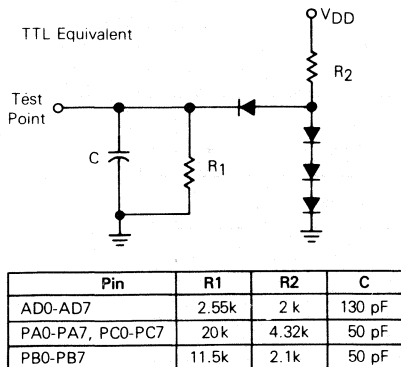 TTL Equivalent
VDD
R2
Test
Point
C
R1
Pin R1 R2 C
AD0-AD7 2.55k 2 k 130 pF
PA0-PA7, PC0-PC7 20k 4.32k 50 pF
PB0-PB7 11.5k 2.1k 50 pF